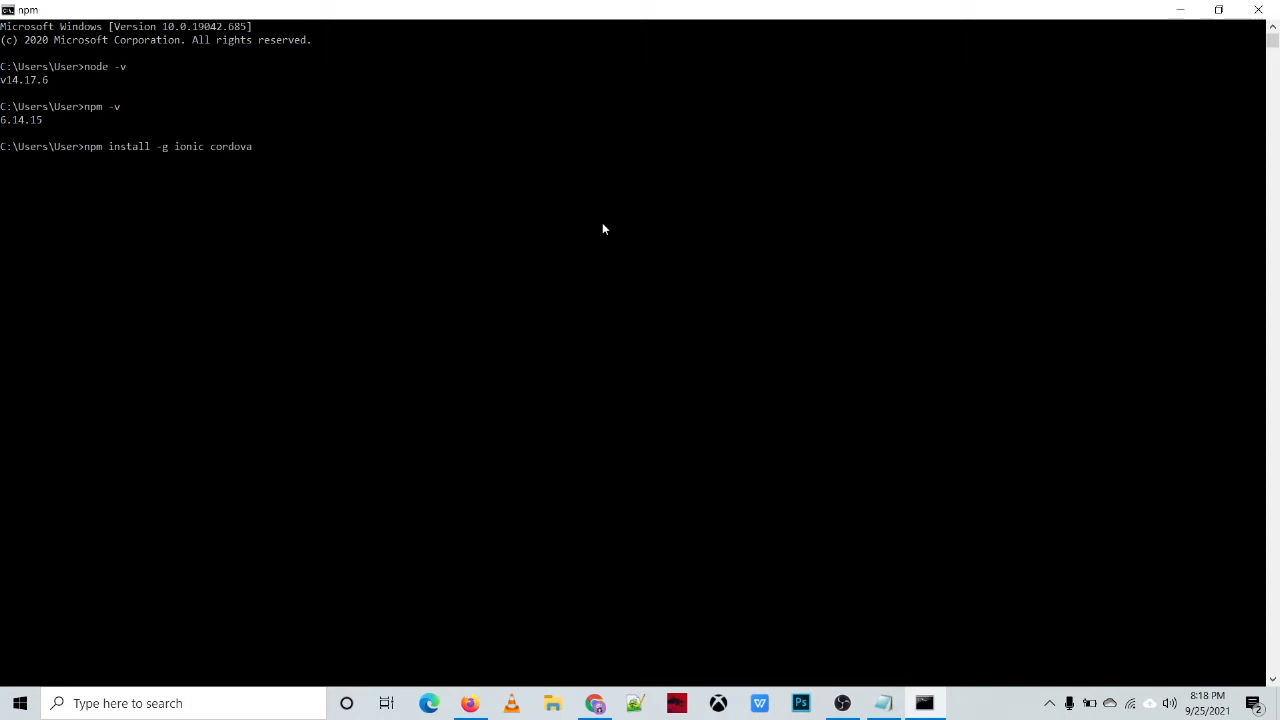 npm
Microsoft Windows [Version 10.0.19042.685]
(c) 2020 Microsoft Corporation. All rights reserved.
C:\Users\User>node -v
v14.17.6
C:\Users\User>npm -v
6.14.15
C:\Users\User>npm install -g ionic cordova
Type here to search
Ps
8:18 PM
9/25/2021
2